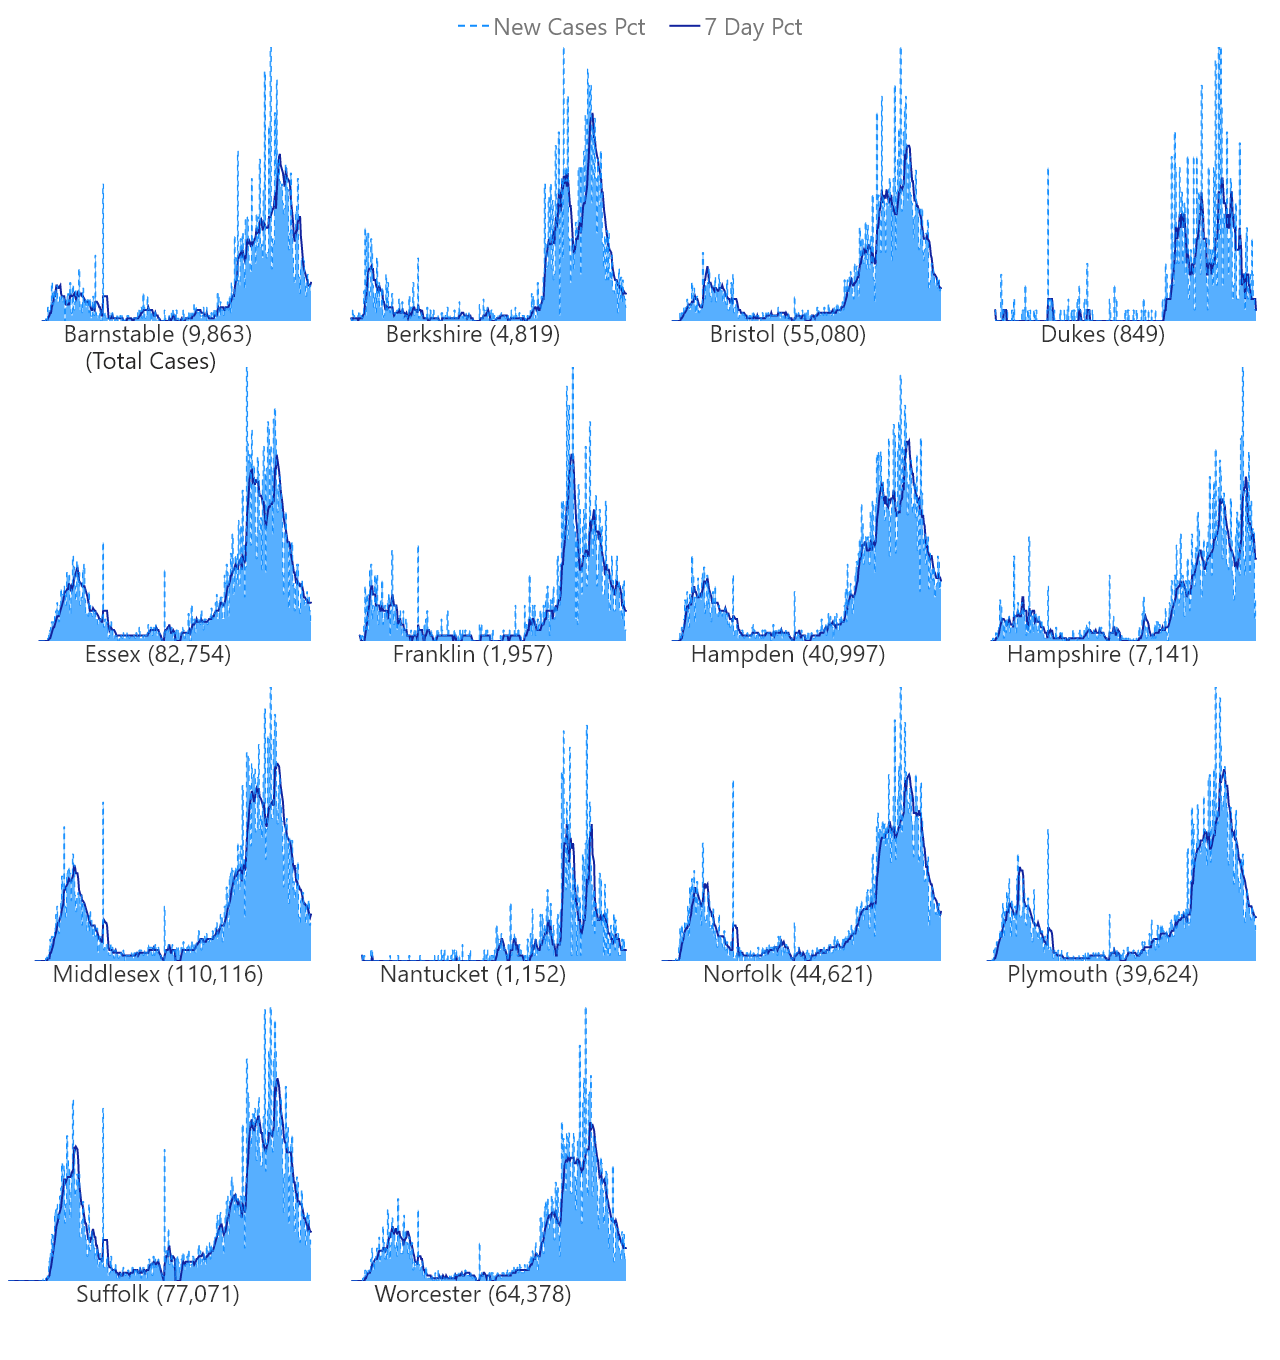 New Cases Pct 7 Day Pct
Barnstable (9,863) Berkshire (4,819) Bristol (55,080) Dukes (849)
(Total Cases)
Essex (82,754) Franklin (1,957) Hampden (40,997) Hampshire (7,141)
Middlesex (110,116) Nantucket (1,152) Norfolk (44,621) Plymouth (39,624)
Suffolk (77,071) Worcester (64,378)